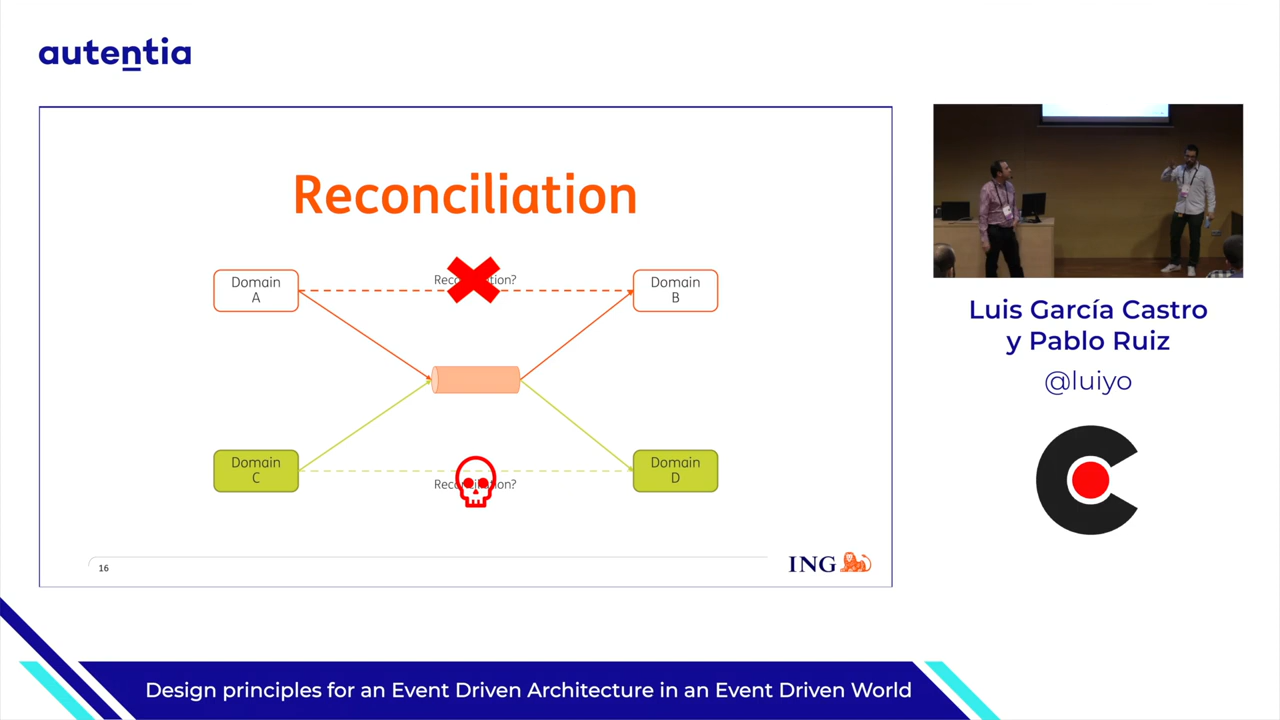 autentia
Reconciliation
Domain
A
Domain
B
Domain
C
Domain
D
16
ING
Luis García Castro
y Pablo Ruiz
@luiyo
Design principles for an Event Driven Architecture in an Event Driven World